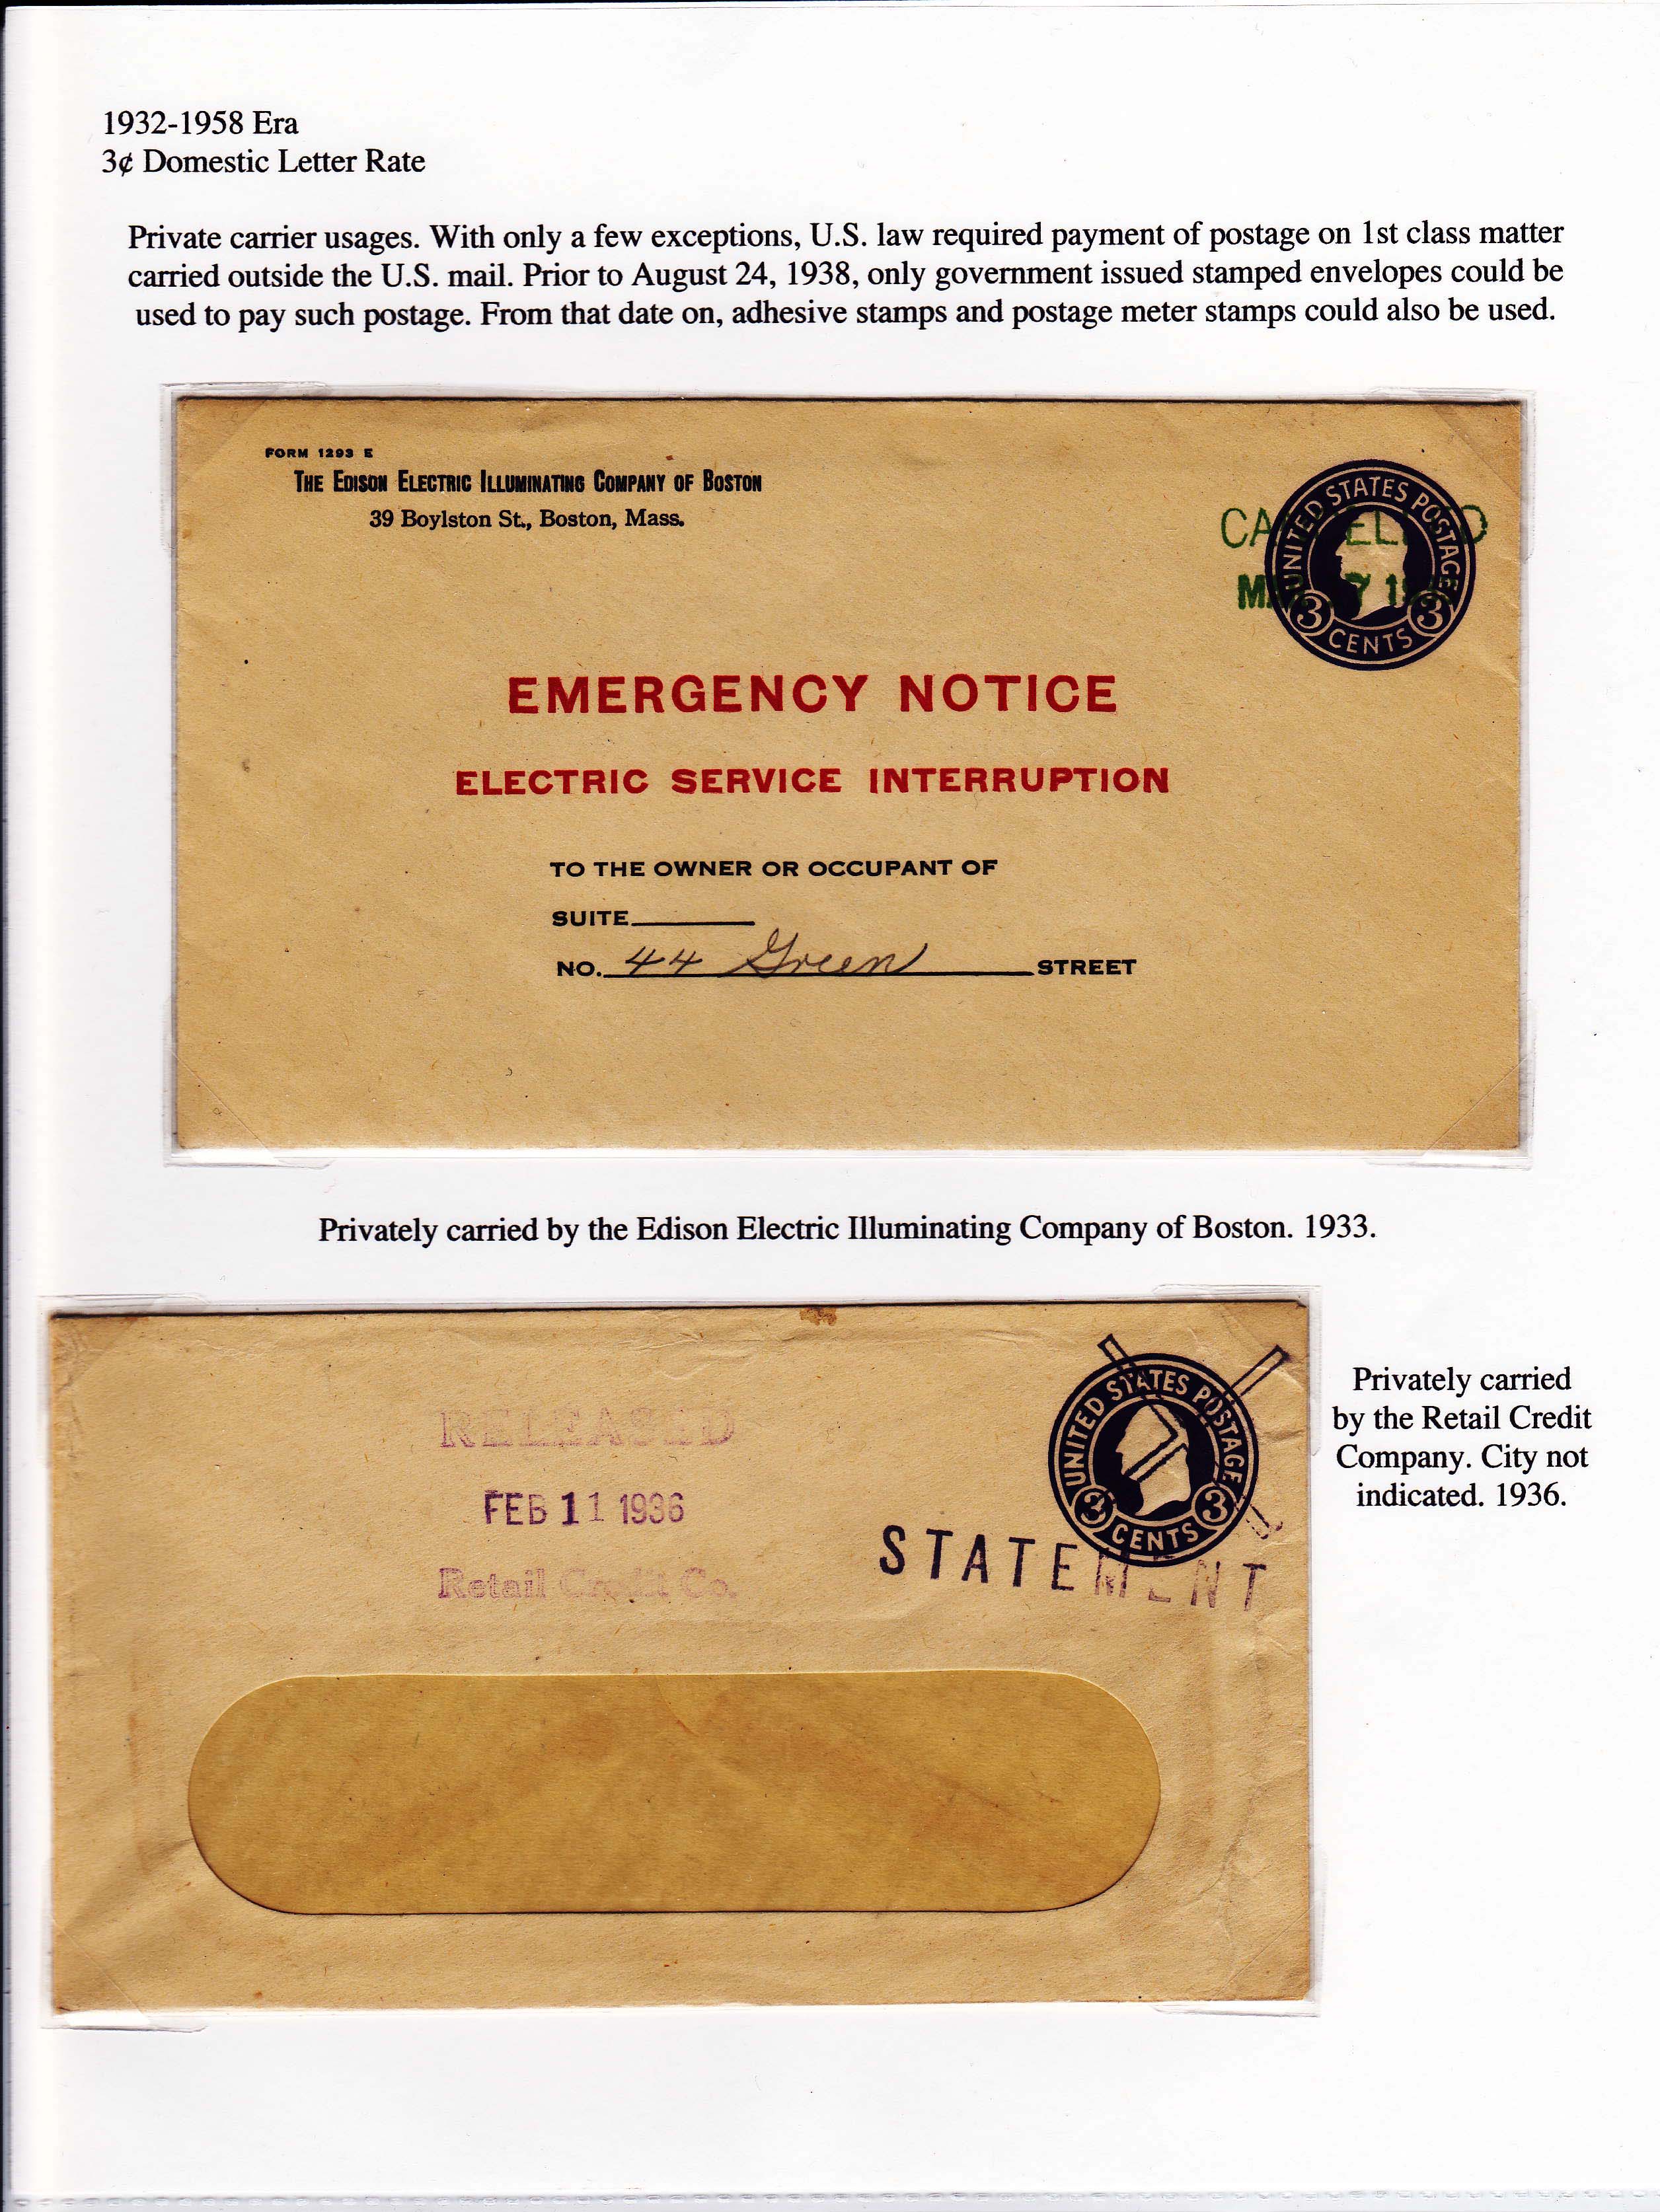 1932-1958 Era
3¢ Domestic Letter Rate
Private carrier usages. With only a few exceptions, U.S. law required payment of postage on 1st class matter
carried outside the U.S. mail. Prior to August 24, 1938, only government issued stamped envelopes could be
used to pay such postage. From that date on, adhesive stamps and postage meter stamps could also be used.
FORM 1293 E
THE EDISON ELECTRIC ILLUMINATING COMPANY OF BOSTON
39 Boylston St., Boston, Mass.
UNITED STATES POSTAGE
3 CENTS 3
CANCELLED
EMERGENCY NOTICE
ELECTRIC SERVICE INTERRUPTION
TO THE OWNER OR OCCUPANT OF
SUITE
NO. 44 Green STREET
Privately carried by the Edison Electric Illuminating Company of Boston. 1933.
UNITED STATES POSTAGE
3 CENTS 3
RELEASED
FEB 11 1936
Retail Credit Co.
STATEMENT
Privately carried
by the Retail Credit
Company. City not
indicated. 1936.